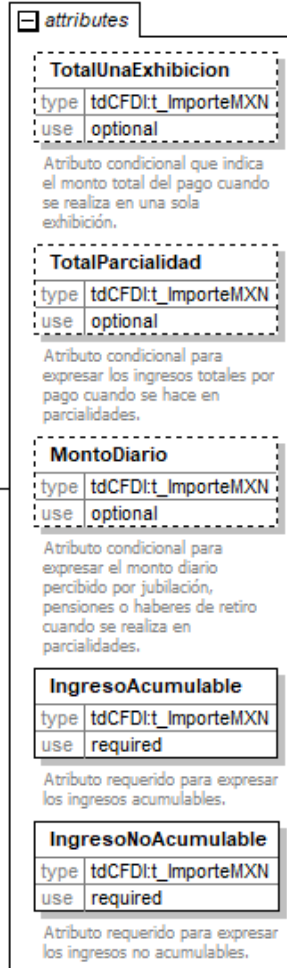 attributes
TotalUnaExhibicion
type tdCFDI:t_ImporteMXN
use optional
Atributo condicional que indica
el monto total del pago cuando
se realiza en una sola
exhibición.
TotalParcialidad
type tdCFDI:t_ImporteMXN
use optional
Atributo condicional para
expresar los ingresos totales por
pago cuando se hace en
parcialidades.
MontoDiario
type tdCFDI:t_ImporteMXN
use optional
Atributo condicional para
expresar el monto diario
percibido por jubilación,
pensiones o haberes de retiro
cuando se realiza en
parcialidades.
IngresoAcumulable
type tdCFDI:t_ImporteMXN
use required
Atributo requerido para expresar
los ingresos acumulables.
IngresoNoAcumulable
type tdCFDI:t_ImporteMXN
use required
Atributo requerido para expresar
los ingresos no acumulables.